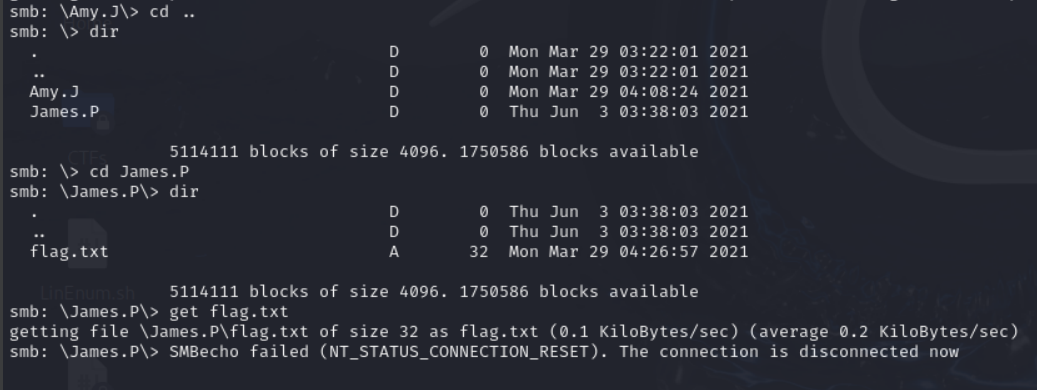 smb: \Amy.J\> cd ..
smb: \> dir
. D 0 Mon Mar 29 03:22:01 2021
.. D 0 Mon Mar 29 03:22:01 2021
Amy.J D 0 Mon Mar 29 04:08:24 2021
James.P D 0 Thu Jun 3 03:38:03 2021
CTFs
5114111 blocks of size 4096. 1750586 blocks available
smb: \> cd James.P
smb: \James.P\> dir
. D 0 Thu Jun 3 03:38:03 2021
.. D 0 Thu Jun 3 03:38:03 2021
flag.txt A 32 Mon Mar 29 04:26:57 2021
LinEnum.sh
5114111 blocks of size 4096. 1750586 blocks available
smb: \James.P\> get flag.txt
getting file \James.P\flag.txt of size 32 as flag.txt (0.1 KiloBytes/sec) (average 0.2 KiloBytes/sec)
smb: \James.P\> SMBecho failed (NT_STATUS_CONNECTION_RESET). The connection is disconnected now